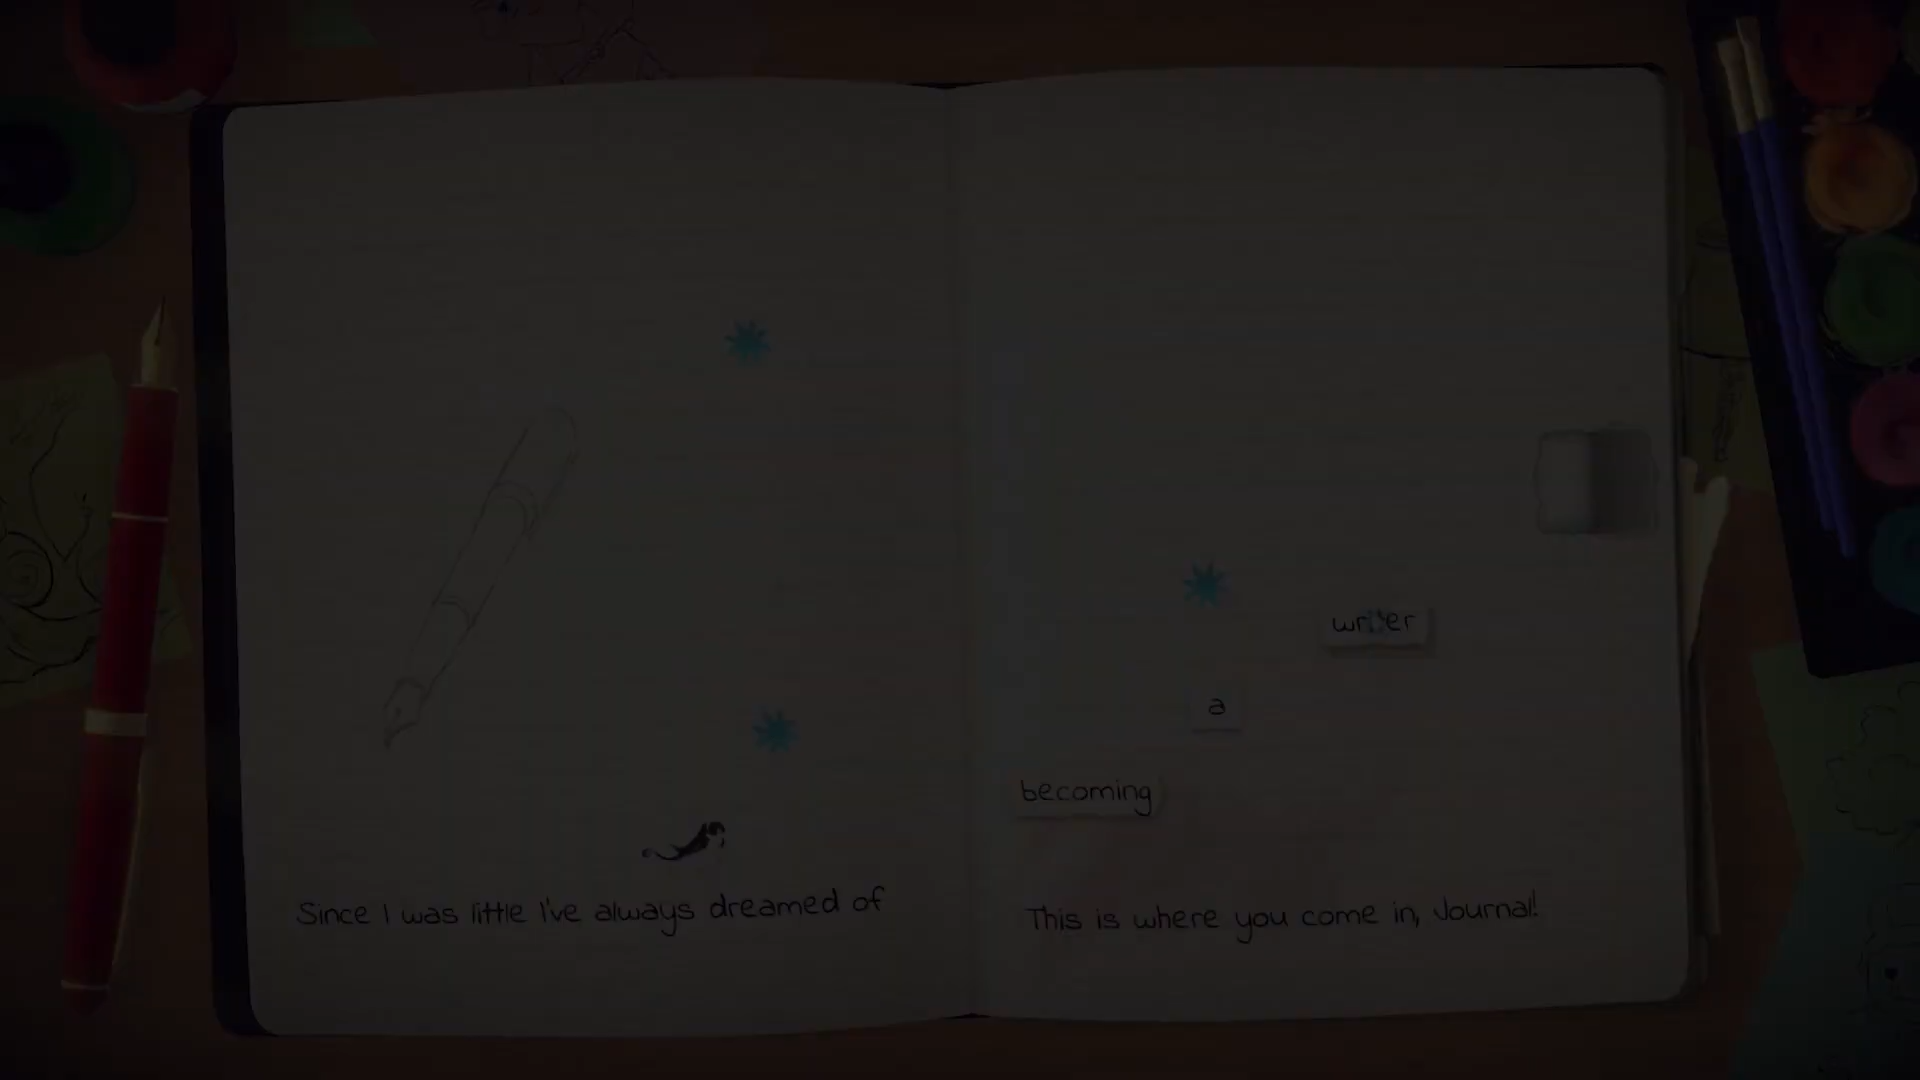 Since I was little I've always dreamed of
writer
a
becoming
This is where you come in, Journal!